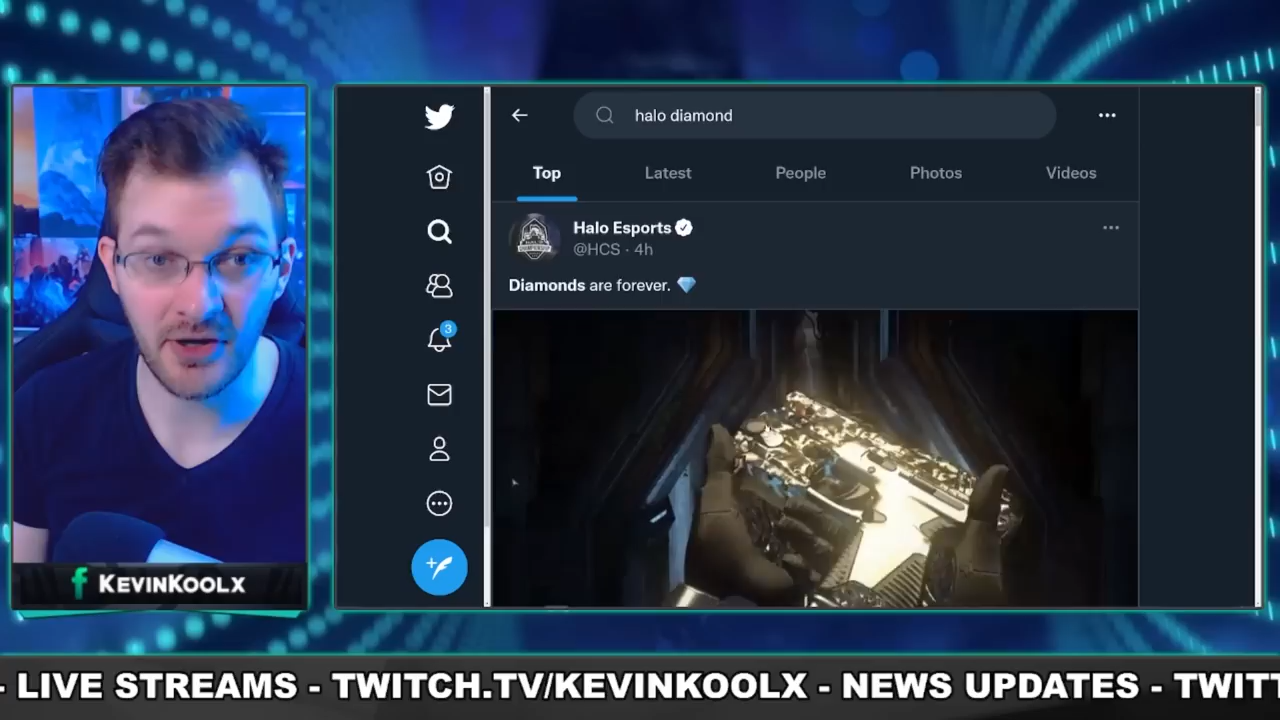 halo diamond
Top
Latest
People
Photos
Videos
Halo Esports
@HCS · 4h
Diamonds are forever. 💎
3
f KEVINKOOLX
- LIVE STREAMS - TWITCH.TV/KEVINKOOLX - NEWS UPDATES - TWITT